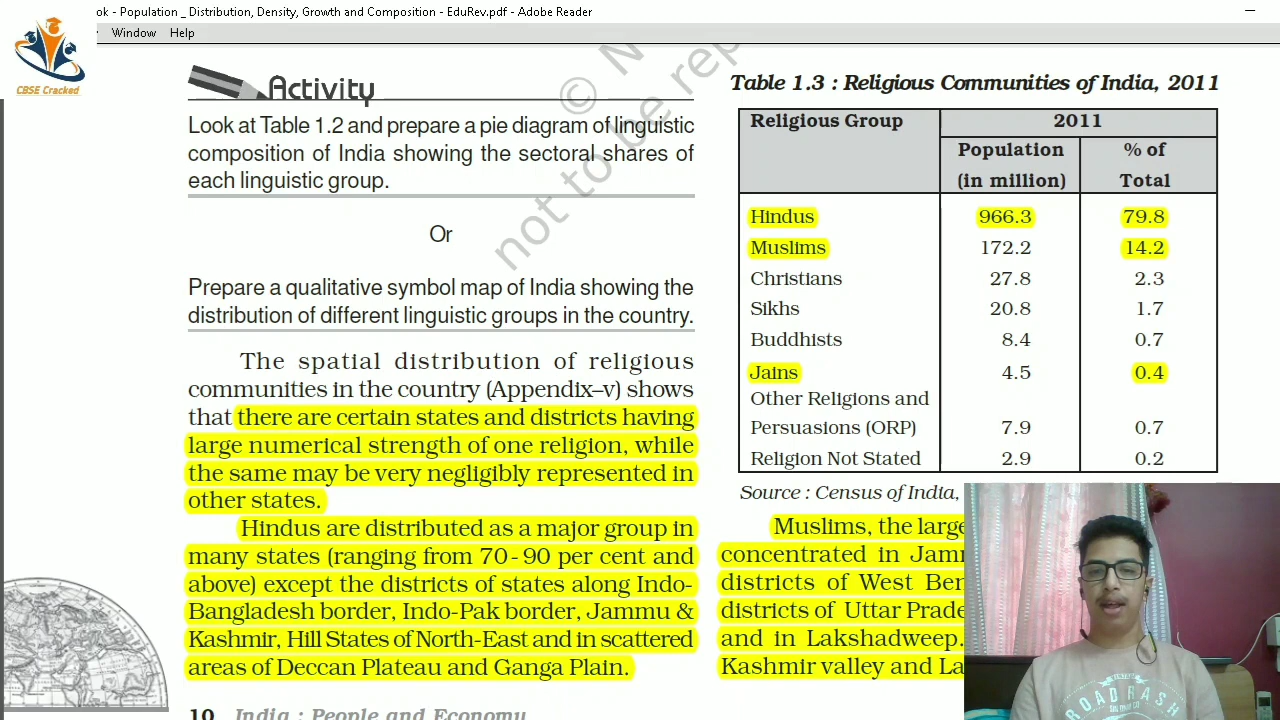 ok - Population _ Distribution, Density, Growth and Composition - EduRev.pdf - Adobe Reader
Window Help
CBSE Cracked
Activity
Look at Table 1.2 and prepare a pie diagram of linguistic
composition of India showing the sectoral shares of
each linguistic group.
Or
Prepare a qualitative symbol map of India showing the
distribution of different linguistic groups in the country.
The spatial distribution of religious
communities in the country (Appendix–v) shows
that there are certain states and districts having
large numerical strength of one religion, while
the same may be very negligibly represented in
other states.
Hindus are distributed as a major group in
many states (ranging from 70 - 90 per cent and
above) except the districts of states along Indo-
Bangladesh border, Indo-Pak border, Jammu &
Kashmir, Hill States of North-East and in scattered
areas of Deccan Plateau and Ganga Plain.
10 India : People and Economy
© N
not to be rep
Table 1.3 : Religious Communities of India, 2011
Religious Group 2011
Population % of
(in million) Total
Hindus 966.3 79.8
Muslims 172.2 14.2
Christians 27.8 2.3
Sikhs 20.8 1.7
Buddhists 8.4 0.7
Jains 4.5 0.4
Other Religions and
Persuasions (ORP) 7.9 0.7
Religion Not Stated 2.9 0.2
Source : Census of India,
Muslims, the large
concentrated in Jamm
districts of West Ben
districts of Uttar Prade
and in Lakshadweep.
Kashmir valley and La
ROAD RASH